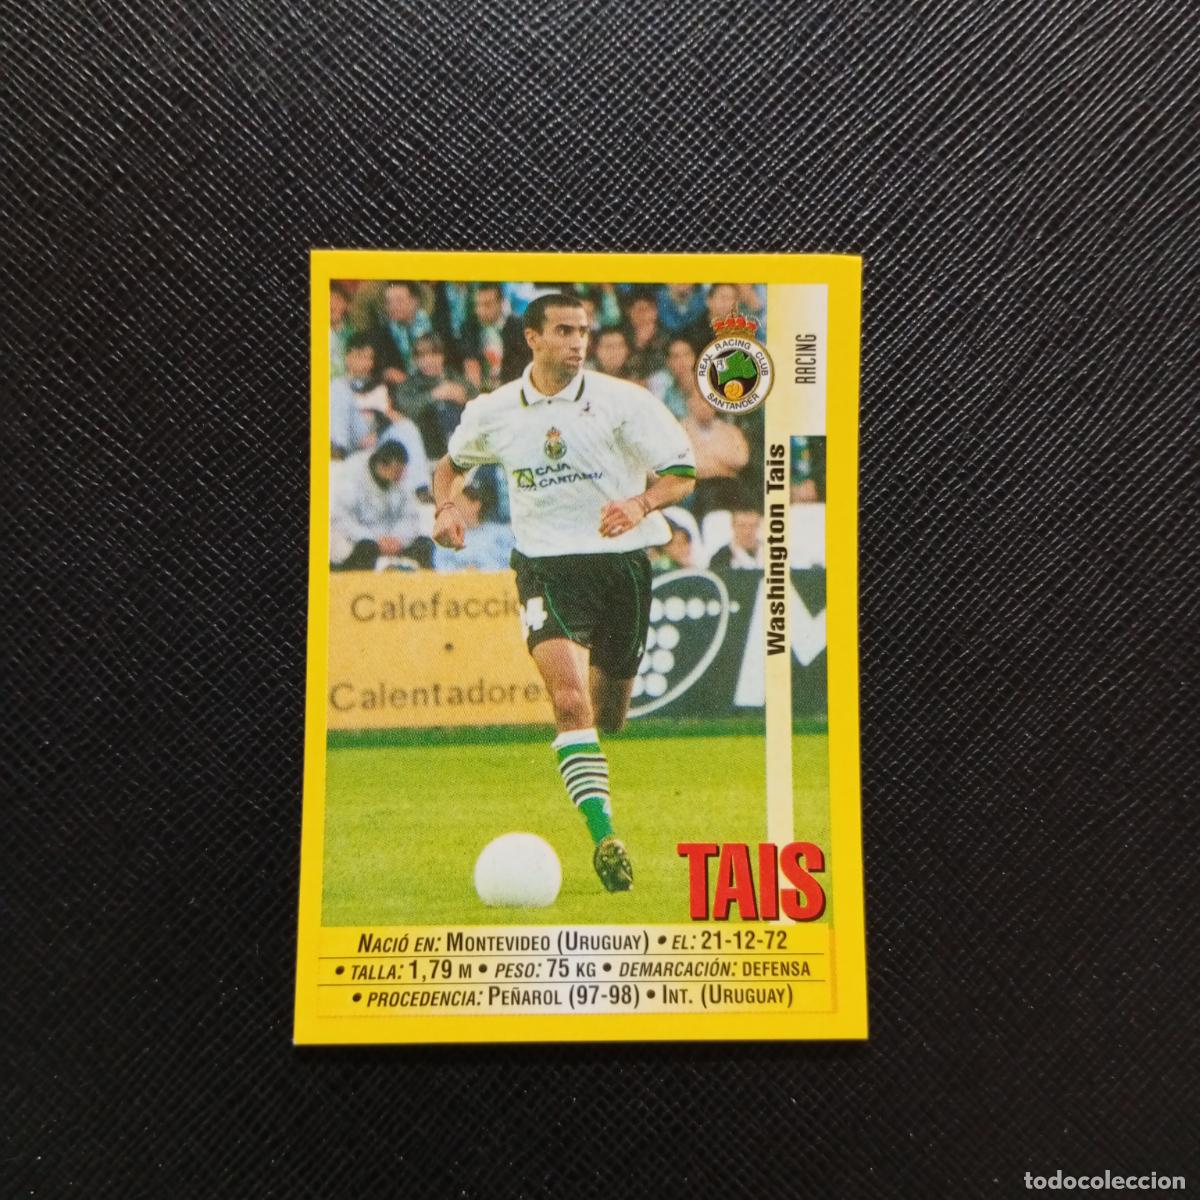 REAL RACING CLUB
SANTANDER
RACING
Washington Tais
CAJA
CANTABRIA
4
Calefacció
Calentadore
TAIS
NACIÓ EN: MONTEVIDEO (URUGUAY) • EL: 21-12-72
• TALLA: 1,79 M • PESO: 75 KG • DEMARCACIÓN: DEFENSA
• PROCEDENCIA: PEÑAROL (97-98) • INT. (URUGUAY)
todocoleccion